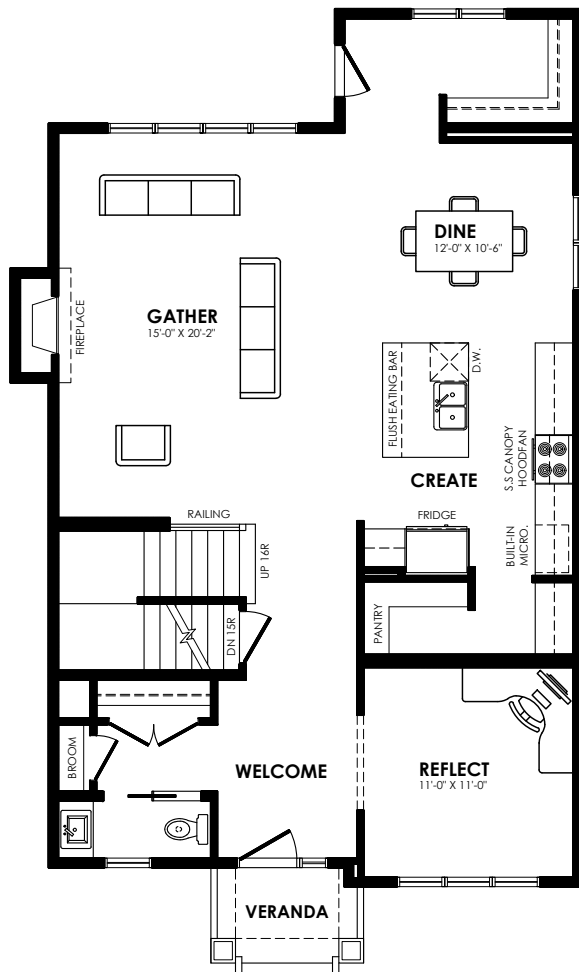 DINE
12'-0" X 10'-6"
GATHER
15'-0" X 20'-2"
FIREPLACE
FLUSH EATING BAR
D.W.
S.S CANOPY
HOODFAN
CREATE
RAILING
FRIDGE
UP 16R
BUILT-IN
MICRO.
DN 15R
PANTRY
BROOM
WELCOME
REFLECT
11'-0" X 11'-0"
VERANDA